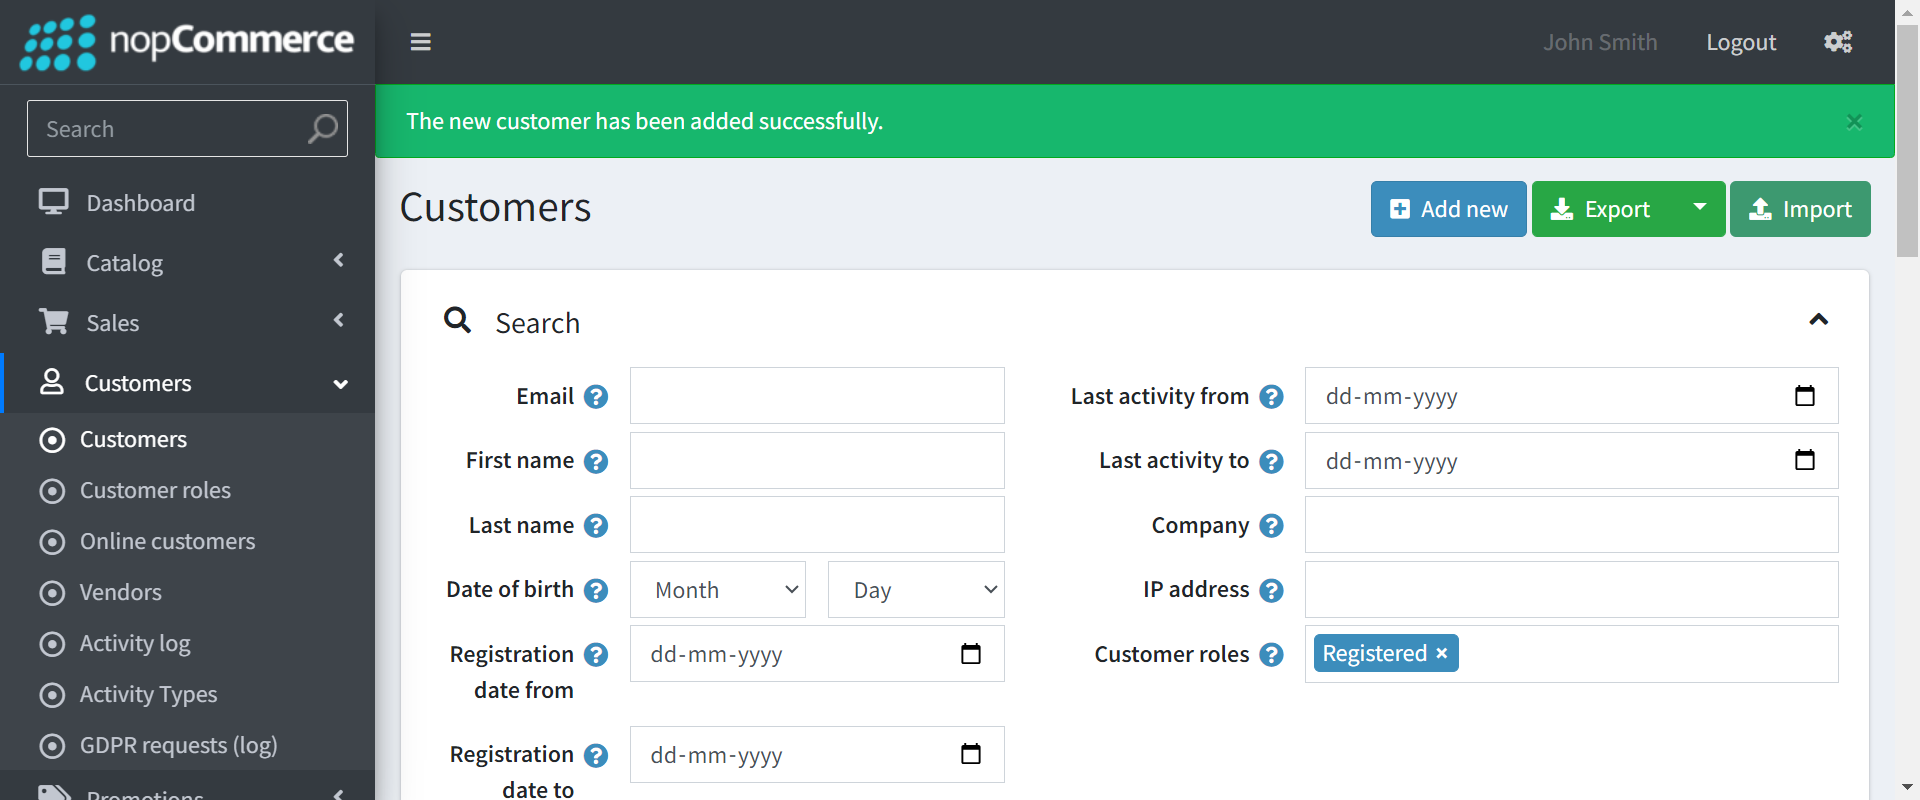 nopCommerce
John Smith
Logout
Search
The new customer has been added successfully.
×
Dashboard
Catalog
Sales
Customers
Customers
Customer roles
Online customers
Vendors
Activity log
Activity Types
GDPR requests (log)
Promotions
Customers
Add new
Export
Import
Search
Email ?
First name ?
Last name ?
Date of birth ?
Month
Day
Registration ?
date from
dd-mm-yyyy
Registration ?
date to
dd-mm-yyyy
Last activity from ?
dd-mm-yyyy
Last activity to ?
dd-mm-yyyy
Company ?
IP address ?
Customer roles ?
Registered ×